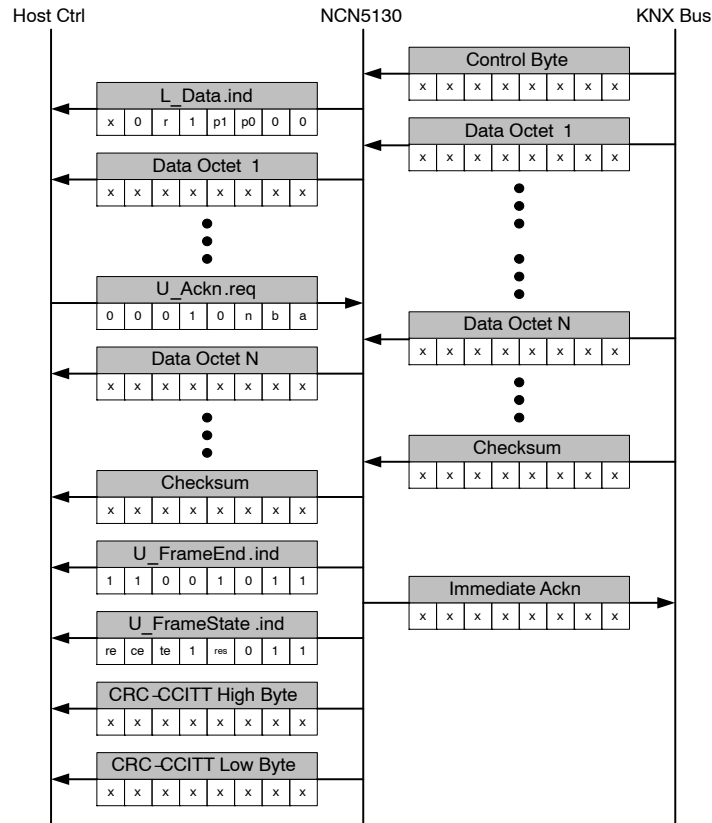 Host Ctrl NCN5130 KNX Bus
Control Byte
x x x x x x x x
L_Data.ind
x 0 r 1 p1 p0 0 0
Data Octet 1
x x x x x x x x
Data Octet 1
x x x x x x x x
U_Ackn.req
0 0 0 1 0 n b a
Data Octet N
x x x x x x x x
Data Octet N
x x x x x x x x
Checksum
x x x x x x x x
Checksum
x x x x x x x x
U_FrameEnd.ind
1 1 0 0 1 0 1 1
Immediate Ackn
x x x x x x x x
U_FrameState.ind
re ce te 1 res 0 1 1
CRC-CCITT High Byte
x x x x x x x x
CRC-CCITT Low Byte
x x x x x x x x